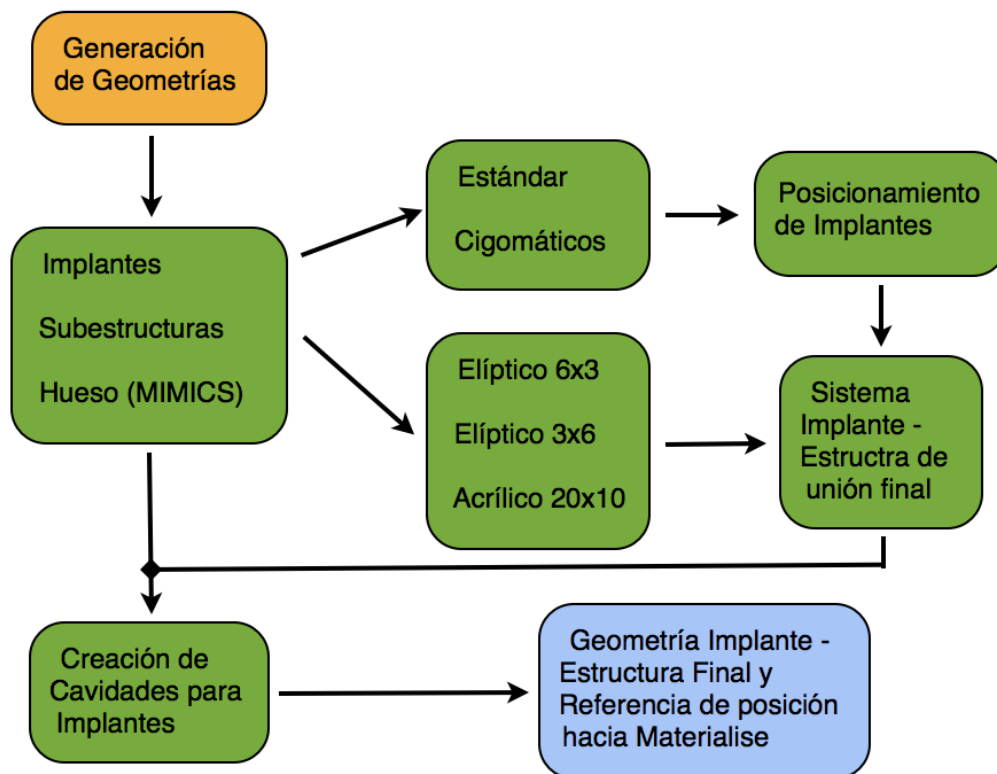 Generación
de Geometrías
Estándar
Cigomáticos
Posicionamiento
de Implantes
Implantes
Subestructuras
Hueso (MIMICS)
Elíptico 6x3
Elíptico 3x6
Acrílico 20x10
Sistema
Implante -
Estructra de
unión final
Creación de
Cavidades para
Implantes
Geometría Implante -
Estructura Final y
Referencia de posición
hacia Materialise